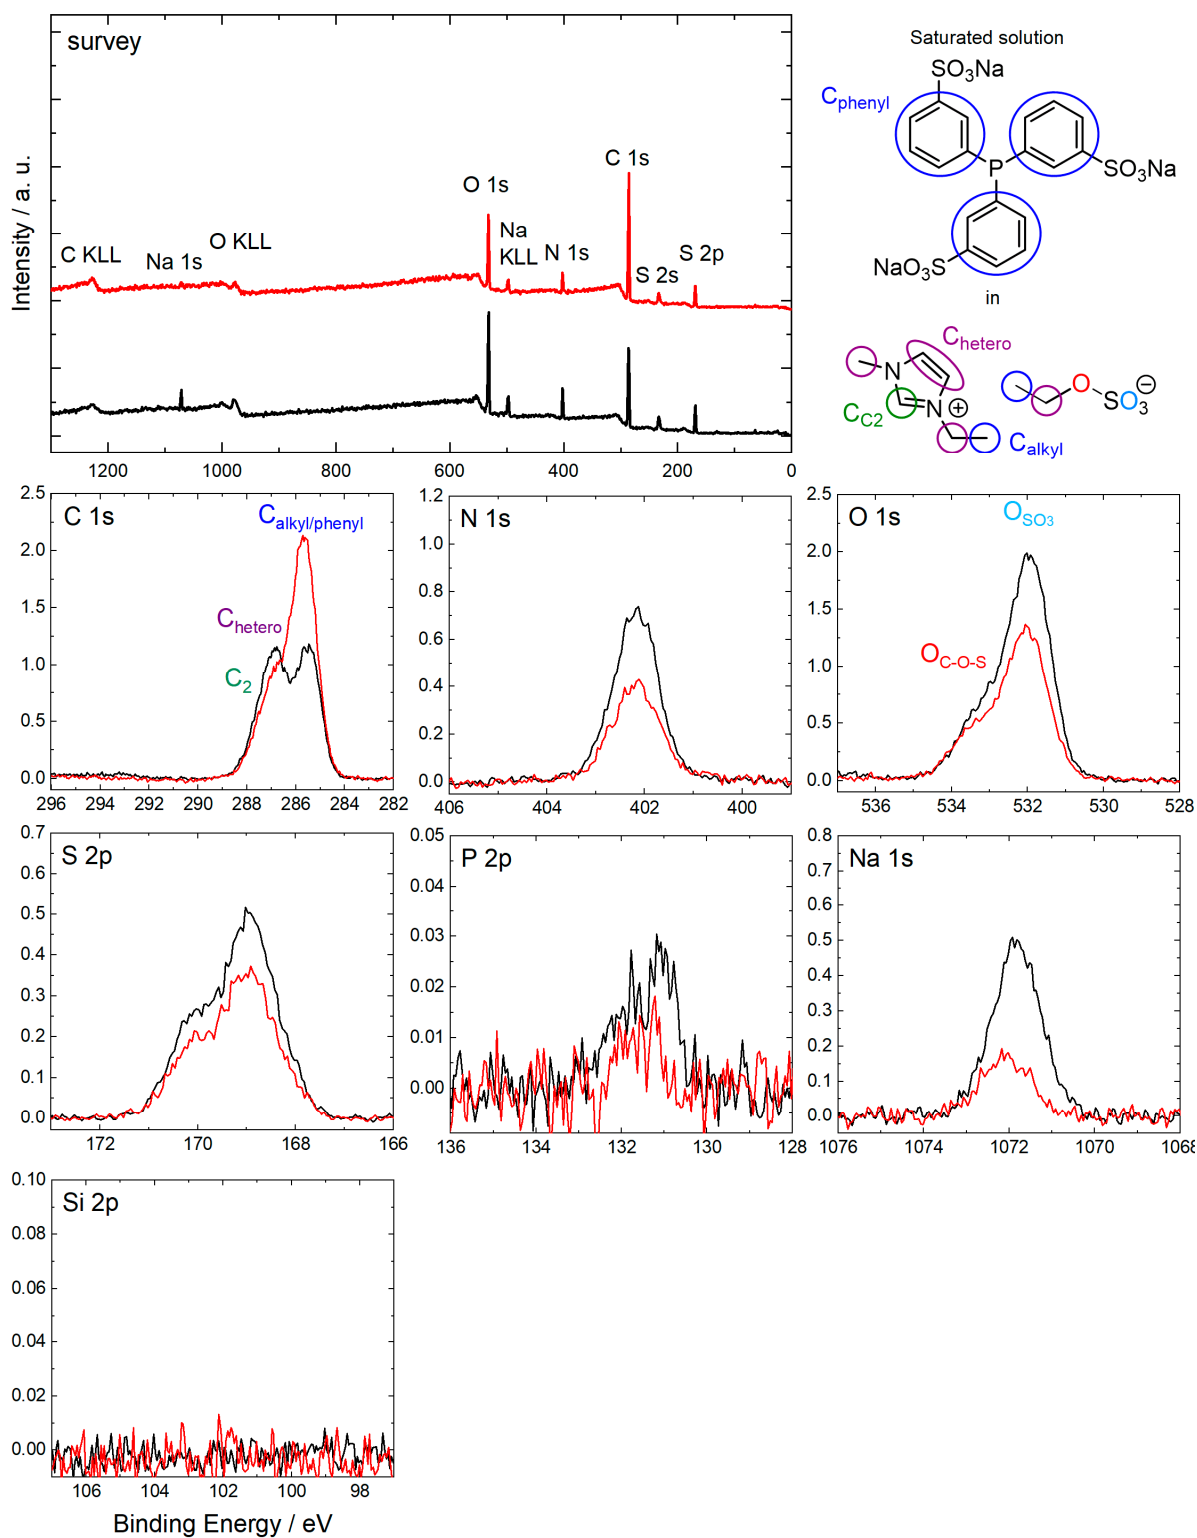 survey
Intensity / a. u.
C KLL
Na 1s
O KLL
O 1s
Na
KLL
N 1s
C 1s
S 2s
S 2p
1200 1000 800 600 400 200 0
Saturated solution
SO3Na
Cphenyl
P
SO3Na
NaO3S
in
Chetero
N
CC2
N
+
Calkyl
O
SO3
−
C 1s
Calkyl/phenyl
Chetero
C2
2.5
2.0
1.5
1.0
0.5
0.0
296 294 292 290 288 286 284 282
N 1s
1.2
1.0
0.8
0.6
0.4
0.2
0.0
406 404 402 400
O 1s
OSO3
OC-O-S
2.5
2.0
1.5
1.0
0.5
0.0
536 534 532 530 528
S 2p
0.7
0.6
0.5
0.4
0.3
0.2
0.1
0.0
172 170 168 166
P 2p
0.05
0.04
0.03
0.02
0.01
0.00
136 134 132 130 128
Na 1s
0.8
0.7
0.6
0.5
0.4
0.3
0.2
0.1
0.0
1076 1074 1072 1070 1068
Si 2p
0.10
0.08
0.06
0.04
0.02
0.00
106 104 102 100 98
Binding Energy / eV